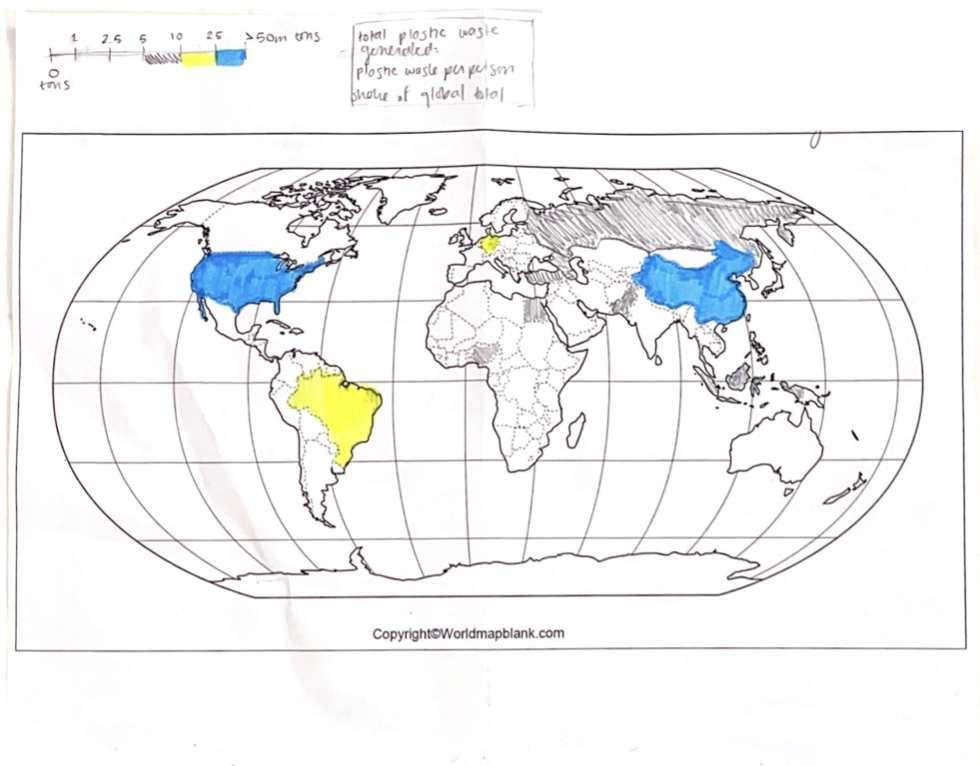 1 2.5 5 10 25 >50m tons
0
tons
total plastic waste
generated:
plastic waste per person
share of global total
Copyright©Worldmapblank.com